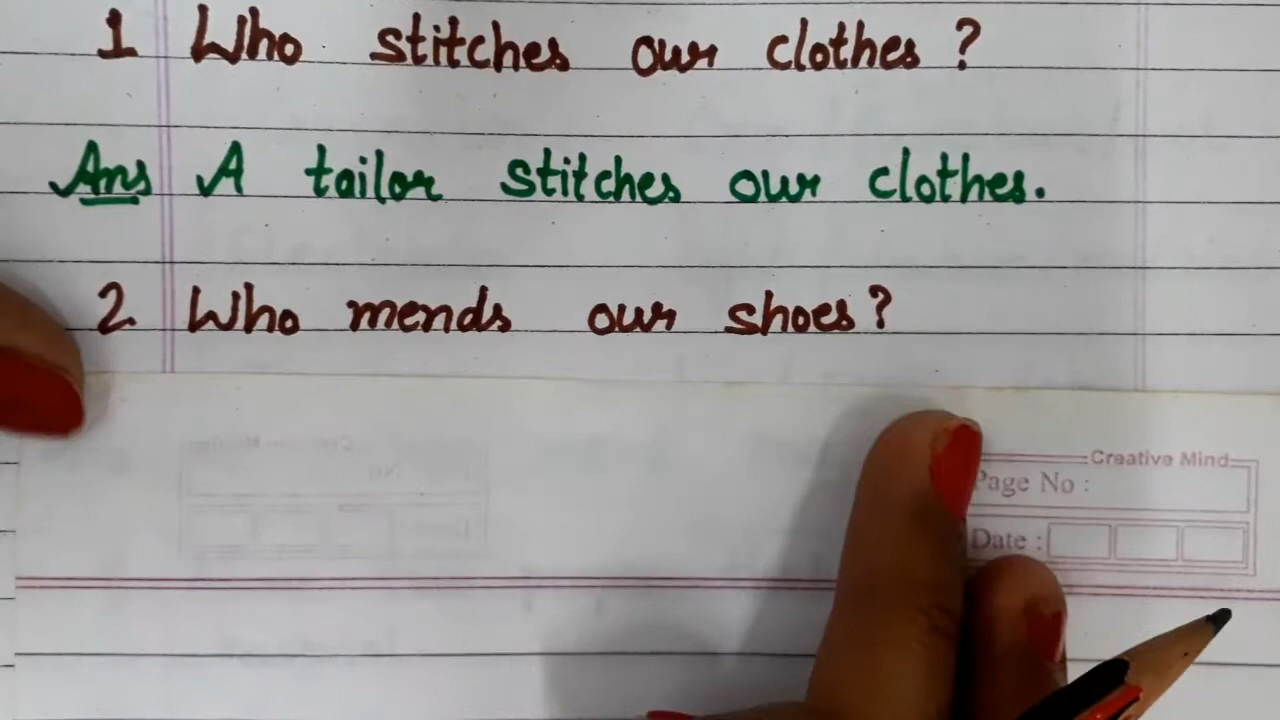 1 Who stitches our clothes ?
Ans A tailor stitches our clothes.
2 Who mends our shoes?
Creative Mind
Page No :
Date :